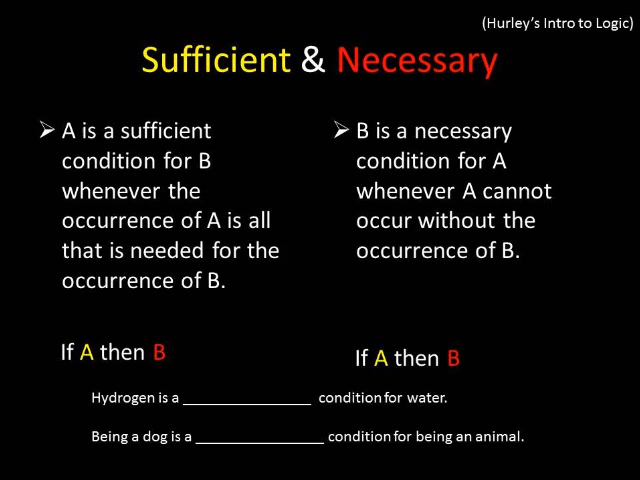 (Hurley's Intro to Logic)
Sufficient & Necessary
➢ A is a sufficient
condition for B
whenever the
occurrence of A is all
that is needed for the
occurrence of B.
➢ B is a necessary
condition for A
whenever A cannot
occur without the
occurrence of B.
If A then B
If A then B
Hydrogen is a ________________ condition for water.
Being a dog is a ________________ condition for being an animal.